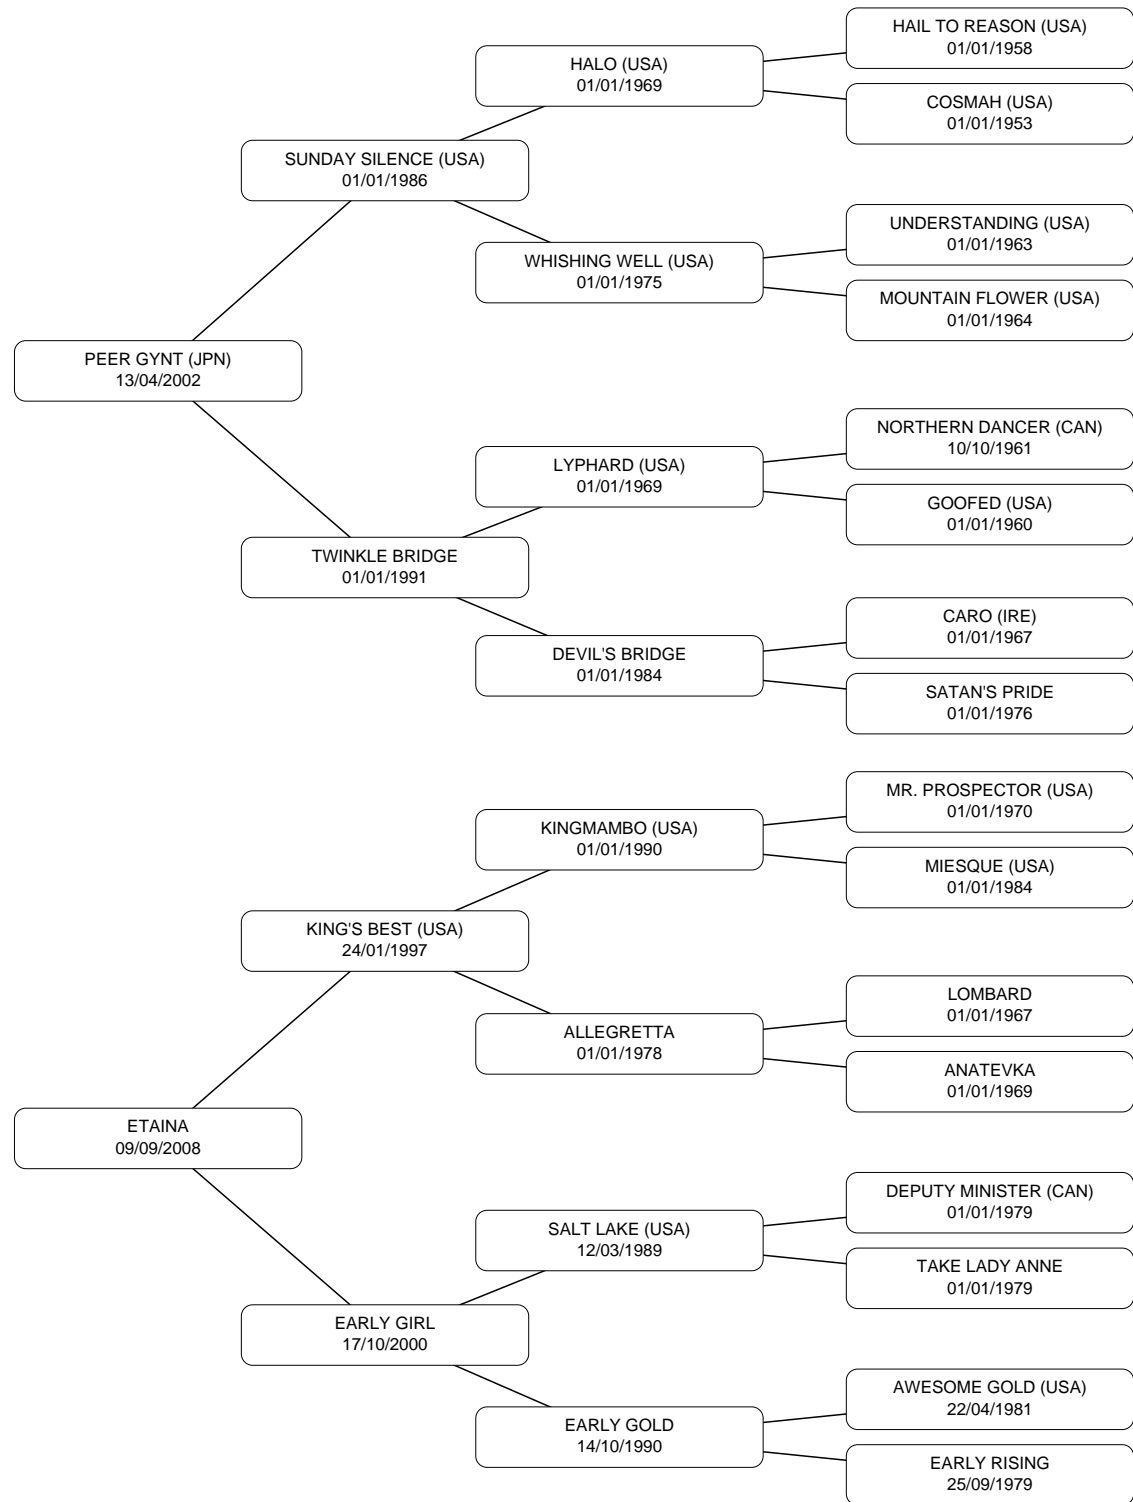 HAIL TO REASON (USA)
01/01/1958
HALO (USA)
01/01/1969
COSMAH (USA)
01/01/1953
SUNDAY SILENCE (USA)
01/01/1986
UNDERSTANDING (USA)
01/01/1963
WHISHING WELL (USA)
01/01/1975
MOUNTAIN FLOWER (USA)
01/01/1964
PEER GYNT (JPN)
13/04/2002
NORTHERN DANCER (CAN)
10/10/1961
LYPHARD (USA)
01/01/1969
GOOFED (USA)
01/01/1960
TWINKLE BRIDGE
01/01/1991
CARO (IRE)
01/01/1967
DEVIL'S BRIDGE
01/01/1984
SATAN'S PRIDE
01/01/1976
MR. PROSPECTOR (USA)
01/01/1970
KINGMAMBO (USA)
01/01/1990
MIESQUE (USA)
01/01/1984
KING'S BEST (USA)
24/01/1997
LOMBARD
01/01/1967
ALLEGRETTA
01/01/1978
ANATEVKA
01/01/1969
ETAINA
09/09/2008
DEPUTY MINISTER (CAN)
01/01/1979
SALT LAKE (USA)
12/03/1989
TAKE LADY ANNE
01/01/1979
EARLY GIRL
17/10/2000
AWESOME GOLD (USA)
22/04/1981
EARLY GOLD
14/10/1990
EARLY RISING
25/09/1979